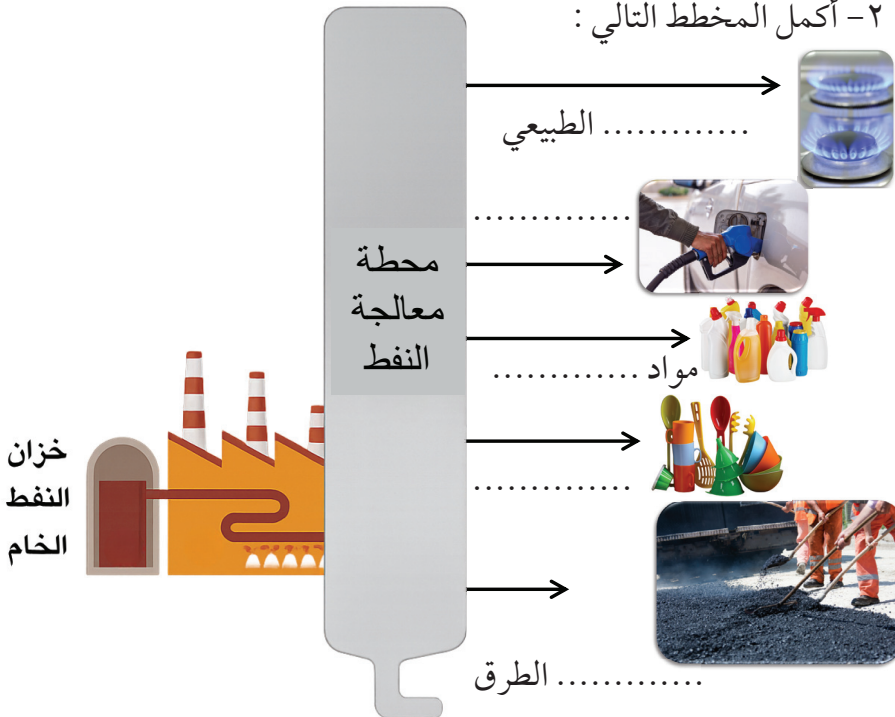 ٢- أكمل المخطط التالي :
............. الطبيعي
..............
محطة
معالجة
النفط
مواد .............
..............
خزان
النفط
الخام
............. الطرق